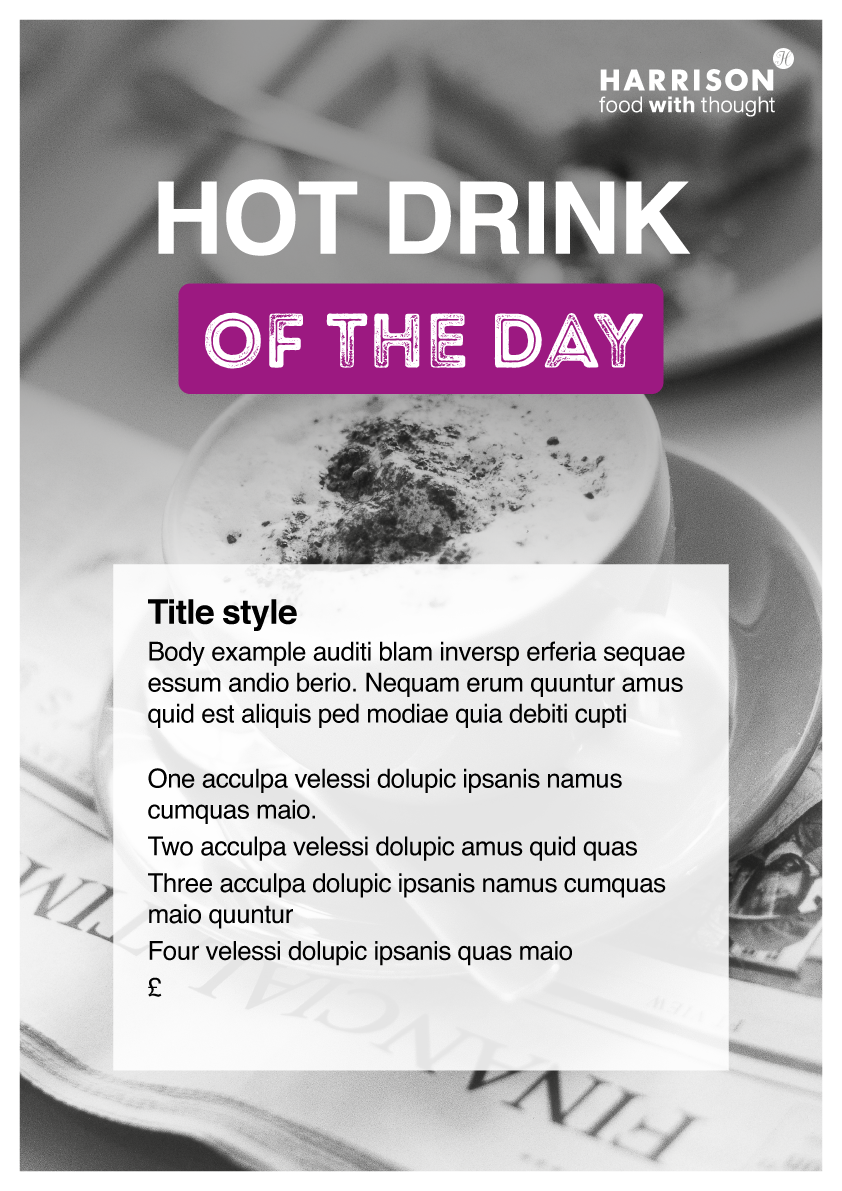 HARRISON
food with thought
HOT DRINK
OF THE DAY
Title style
Body example auditi blam inversp erferia sequae
essum andio berio. Nequam erum quuntur amus
quid est aliquis ped modiae quia debiti cupti
One acculpa velessi dolupic ipsanis namus
cumquas maio.
Two acculpa velessi dolupic amus quid quas
Three acculpa dolupic ipsanis namus cumquas
maio quuntur
Four velessi dolupic ipsanis quas maio
£
FINANCIAL TIM